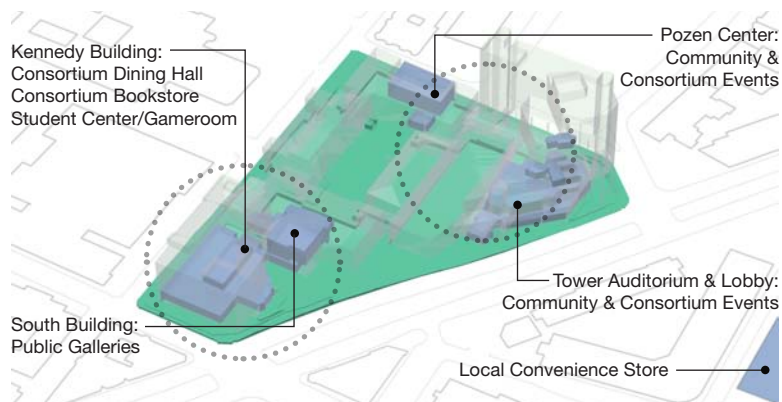 Kennedy Building:
Consortium Dining Hall
Consortium Bookstore
Student Center/Gameroom
Pozen Center:
Community &
Consortium Events
South Building:
Public Galleries
Tower Auditorium & Lobby:
Community & Consortium Events
Local Convenience Store